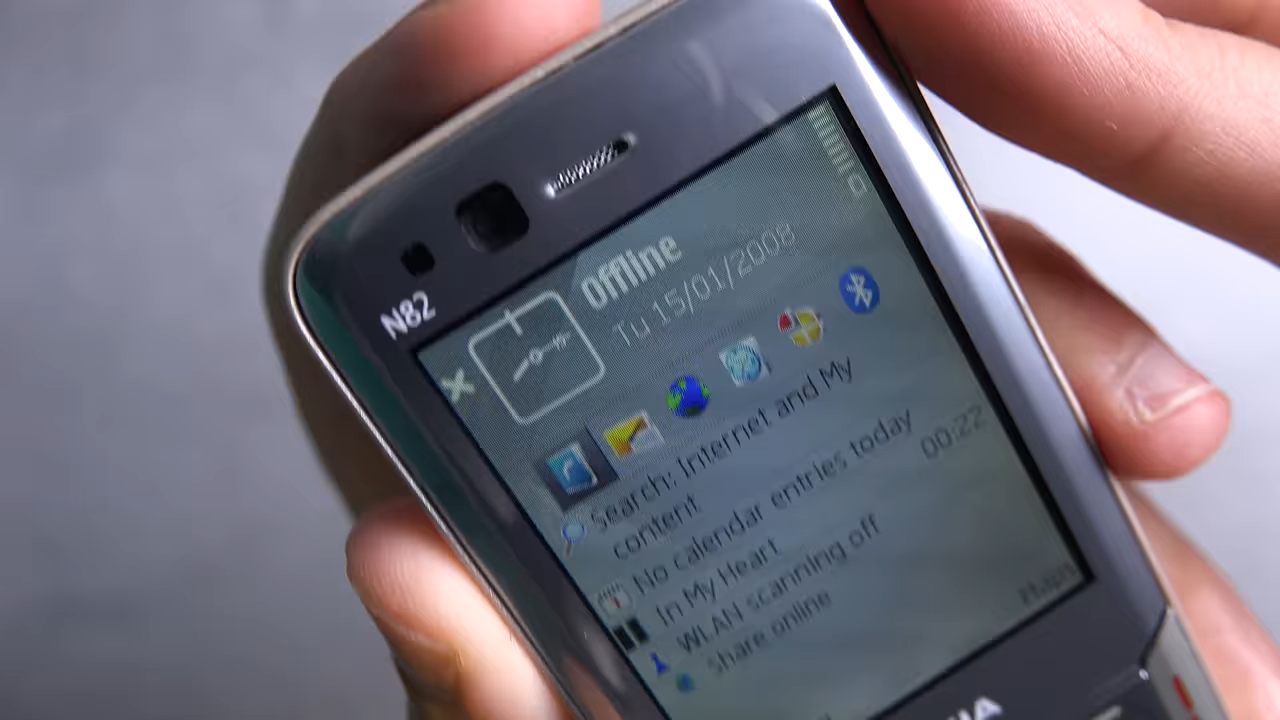 N82
Offline
Tu 15/01/2008
Search: Internet and My
content
No calendar entries today
In My Heart
00:22
WLAN scanning off
Share online